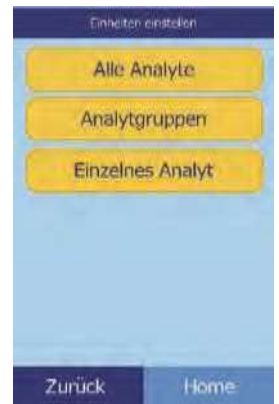 Einheiten einstellen
Alle Analyte
Analytgruppen
Einzelnes Analyt
Zurück Home